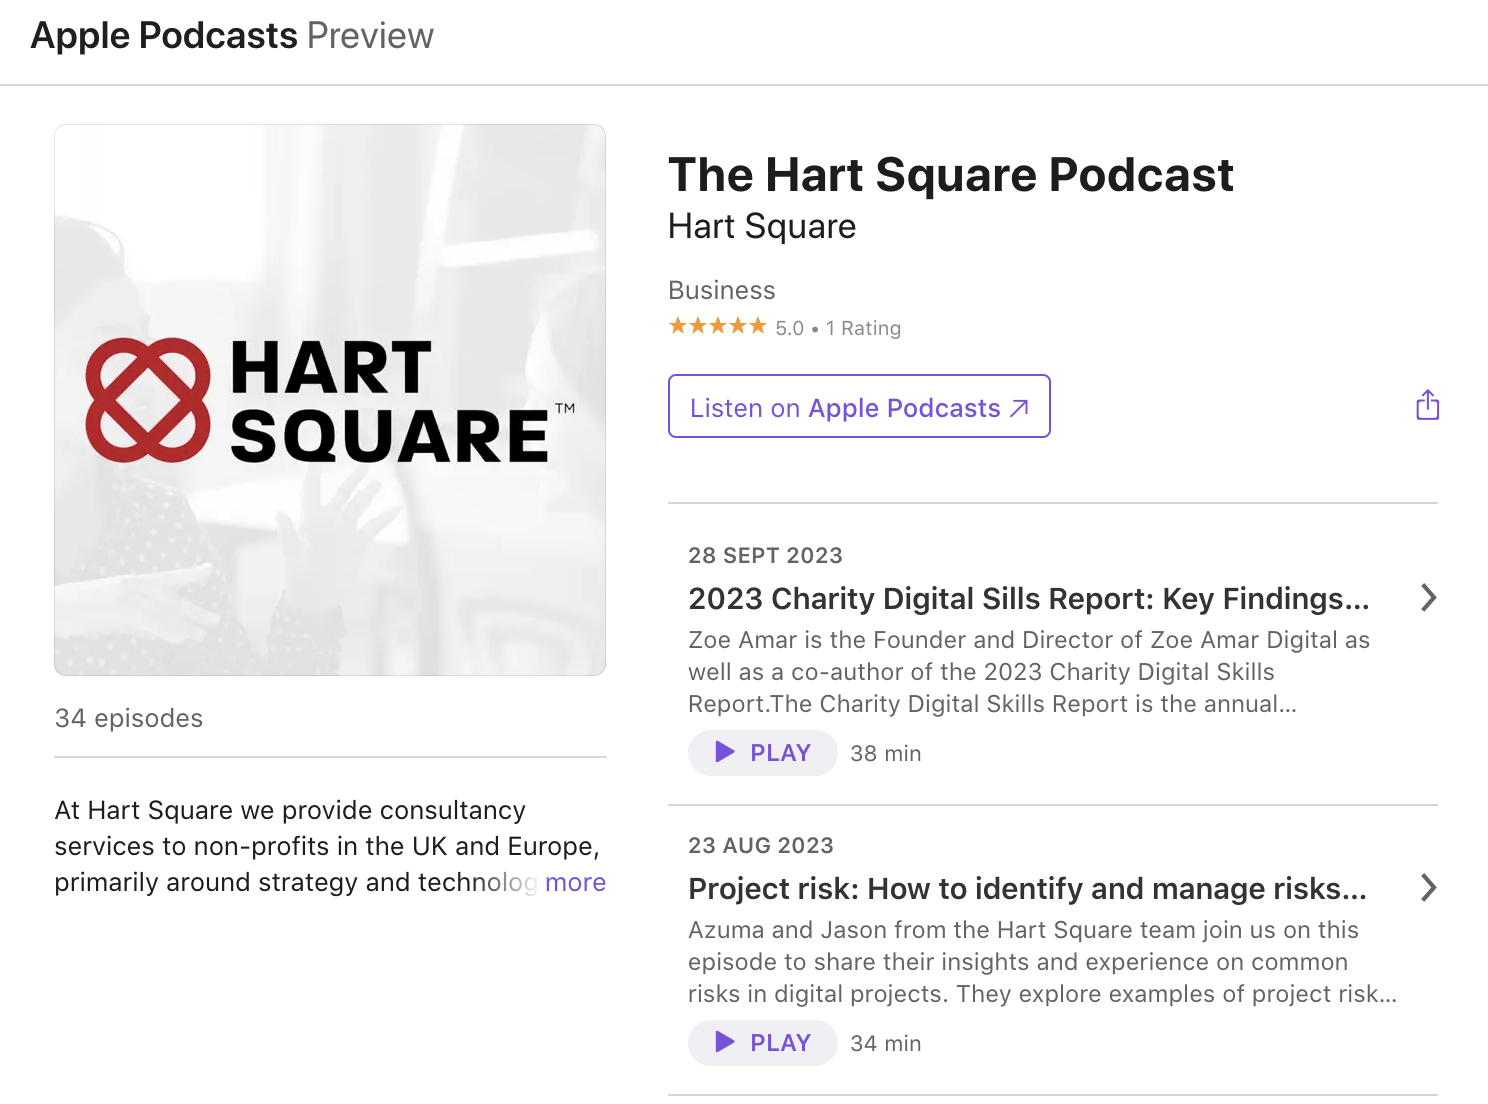 Apple Podcasts Preview
HART
SQUARE™
34 episodes
At Hart Square we provide consultancy
services to non-profits in the UK and Europe,
primarily around strategy and technolog more
The Hart Square Podcast
Hart Square
Business
★★★★★ 5.0 • 1 Rating
Listen on Apple Podcasts ↗
28 SEPT 2023
2023 Charity Digital Sills Report: Key Findings...
Zoe Amar is the Founder and Director of Zoe Amar Digital as
well as a co-author of the 2023 Charity Digital Skills
Report.The Charity Digital Skills Report is the annual...
PLAY 38 min
23 AUG 2023
Project risk: How to identify and manage risks...
Azuma and Jason from the Hart Square team join us on this
episode to share their insights and experience on common
risks in digital projects. They explore examples of project risk...
PLAY 34 min